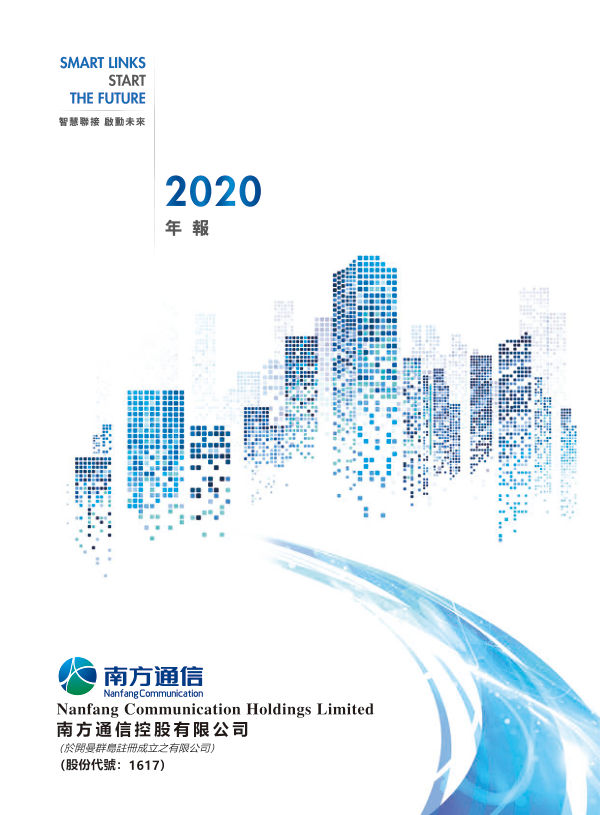 SMART LINKS
START
THE FUTURE
智慧聯接 啟動未來
2020
年報
南方通信
Nanfang Communication
Nanfang Communication Holdings Limited
南方通信控股有限公司
（於開曼群島註冊成立之有限公司）
（股份代號：1617）